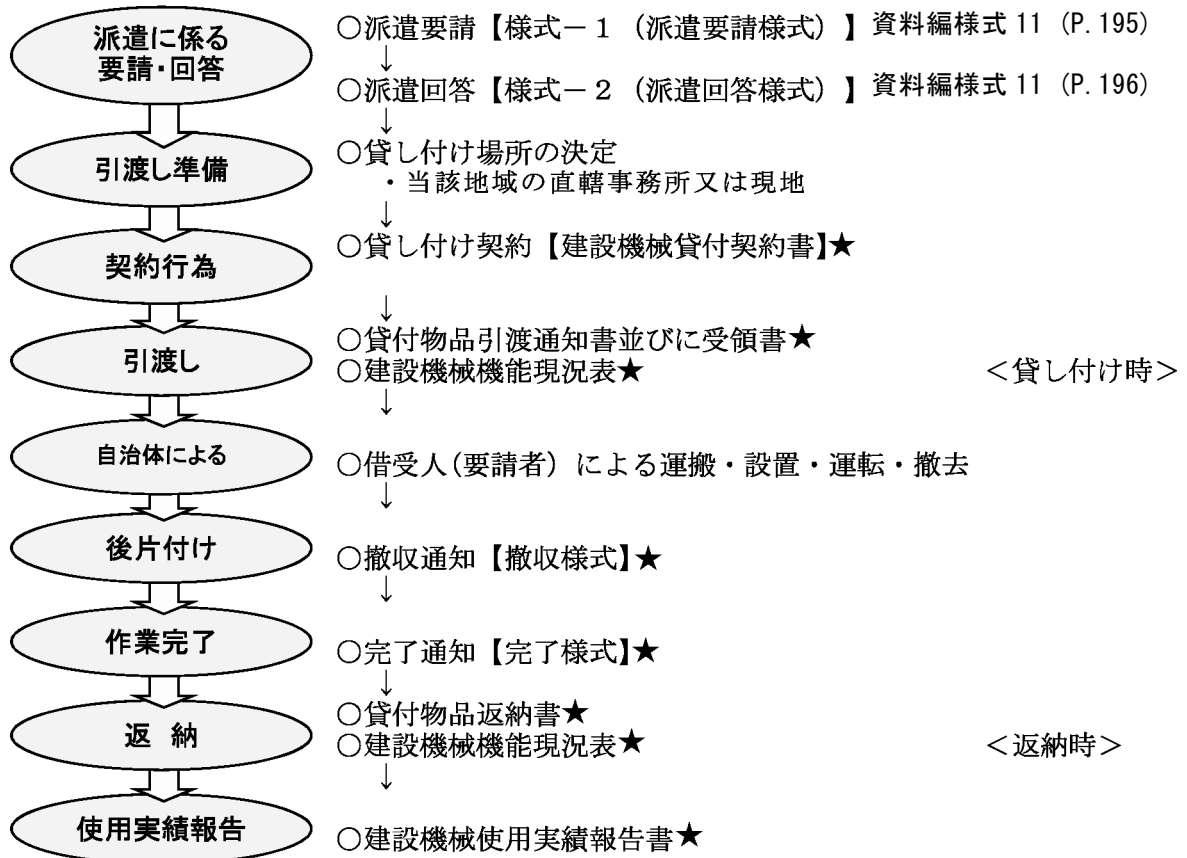 派遣に係る
要請・回答
○派遣要請【様式－１（派遣要請様式）】資料編様式 11 (P.195)
↓
○派遣回答【様式－２（派遣回答様式）】資料編様式 11 (P.196)
↓
引渡し準備
○貸し付け場所の決定
・当該地域の直轄事務所又は現地
↓
契約行為
○貸し付け契約【建設機械貸付契約書】★
↓
引渡し
○貸付物品引渡通知書並びに受領書★
○建設機械機能現況表★ ＜貸し付け時＞
↓
自治体による
○借受人(要請者) による運搬・設置・運転・撤去
↓
後片付け
○撤収通知【撤収様式】★
↓
作業完了
○完了通知【完了様式】★
↓
返 納
○貸付物品返納書★
○建設機械機能現況表★ ＜返納時＞
↓
使用実績報告
○建設機械使用実績報告書★